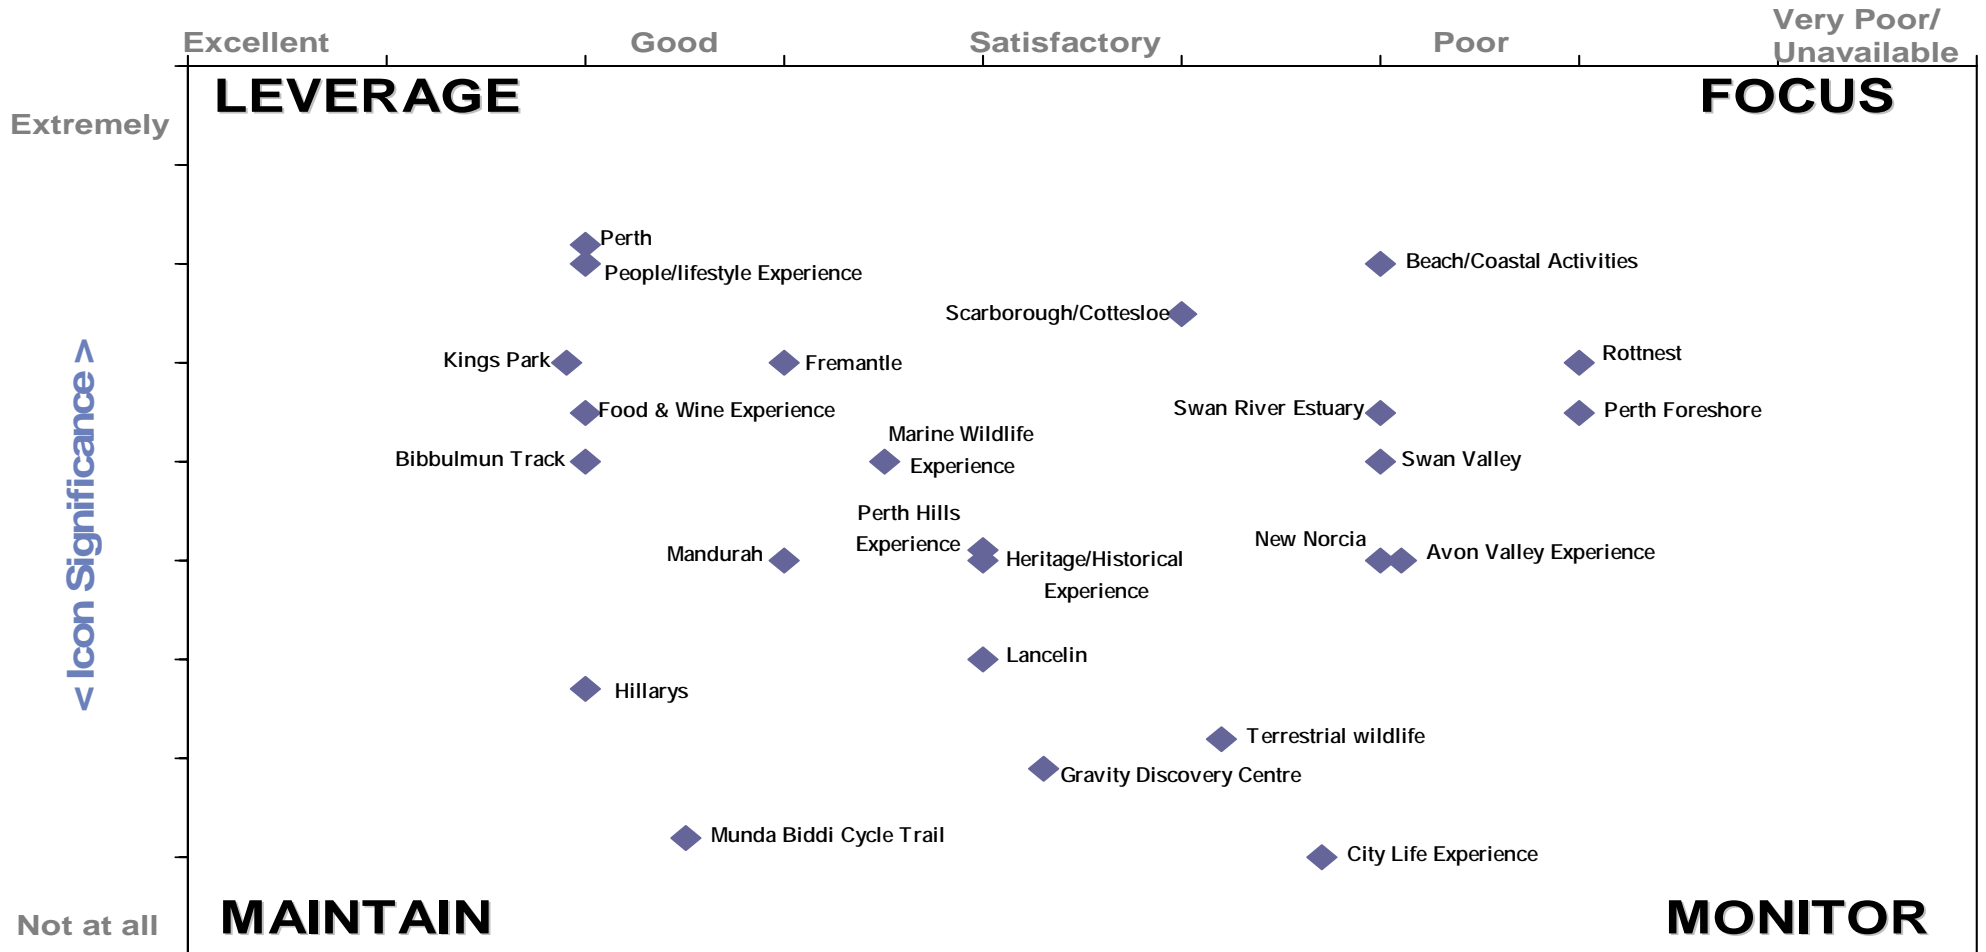 Excellent
Good
Satisfactory
Poor
Very Poor/
Unavailable
LEVERAGE
FOCUS
Extremely
Perth
People/lifestyle Experience
Beach/Coastal Activities
Scarborough/Cottesloe
Kings Park
Fremantle
Rottnest
Food & Wine Experience
Swan River Estuary
Perth Foreshore
Marine Wildlife
Experience
Bibbulmun Track
Swan Valley
Perth Hills
Experience
Mandurah
Heritage/Historical
Experience
New Norcia
Avon Valley Experience
< Icon Significance >
Lancelin
Hillarys
Terrestrial wildlife
Gravity Discovery Centre
Munda Biddi Cycle Trail
City Life Experience
Not at all
MAINTAIN
MONITOR